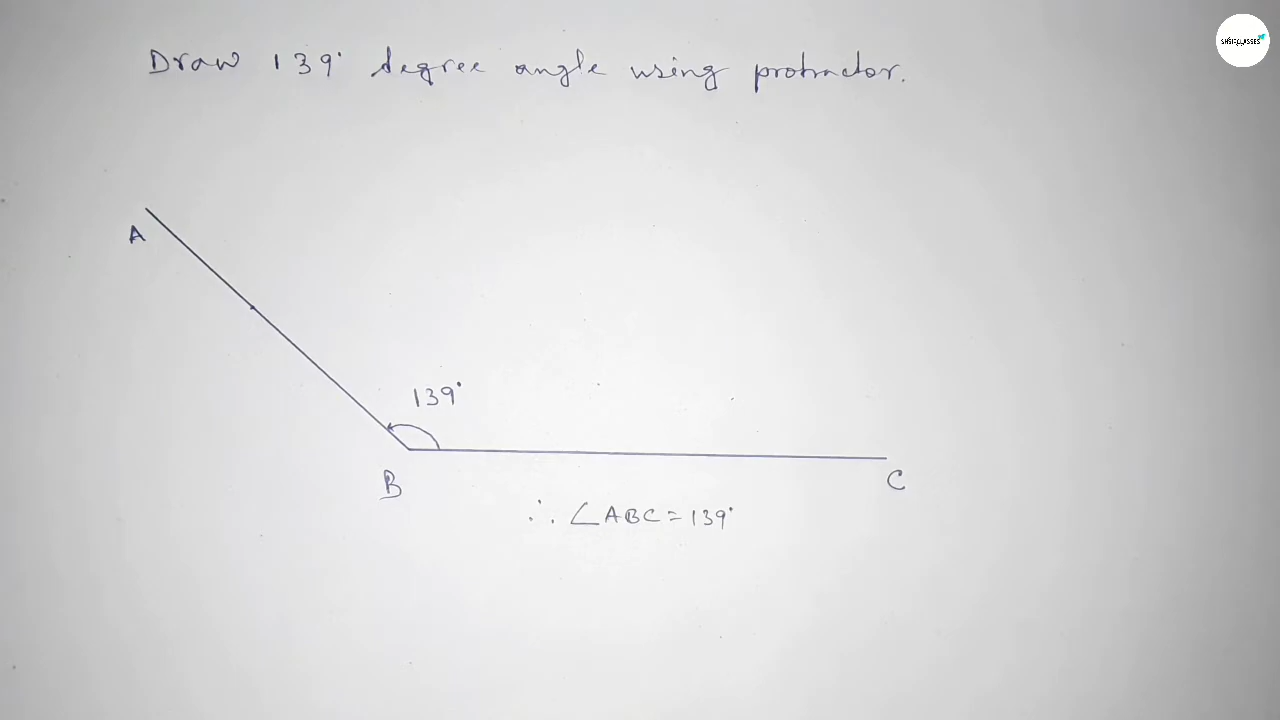 Draw 139° degree angle using protractor.
A
139°
B
C
∴ ∠ABC = 139°